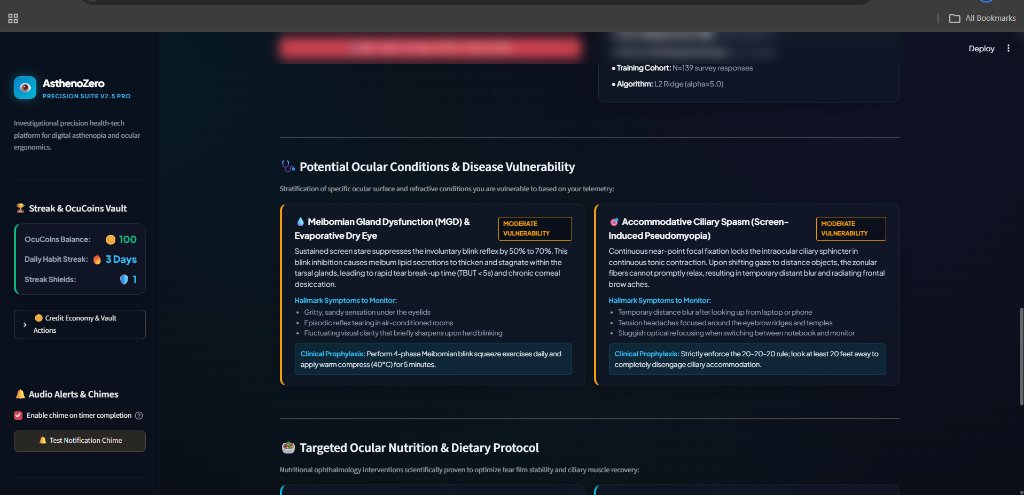 All Bookmarks
Deploy
AsthenoZero
PRECISION SUITE V2.5 PRO
Investigational precision health-tech
platform for digital asthenopia and ocular
ergonomics.
Streak & OcuCoins Vault
OcuCoins Balance: 100
Daily Habit Streak: 3 Days
Streak Shields: 1
Credit Economy & Vault
Actions
Audio Alerts & Chimes
Enable chime on timer completion
Test Notification Chime
Training Cohort: N=139 survey responses
Algorithm: L2 Ridge (alpha=5.0)
Potential Ocular Conditions & Disease Vulnerability
Stratification of specific ocular surface and refractive conditions you are vulnerable to based on your telemetry:
Meibomian Gland Dysfunction (MGD) &
Evaporative Dry Eye
MODERATE
VULNERABILITY
Sustained screen stare suppresses the involuntary blink reflex by 50% to 70%. This
blink inhibition causes meibum lipid secretions to thicken and stagnate within the
tarsal glands, leading to rapid tear break-up time (TBUT < 5s) and chronic corneal
desiccation.
Hallmark Symptoms to Monitor:
Gritty, sandy sensation under the eyelids
Episodic reflex tearing in air-conditioned rooms
Fluctuating visual clarity that briefly sharpens upon hard blinking
Clinical Prophylaxis: Perform 4-phase Meibomian blink squeeze exercises daily and
apply warm compress (40°C) for 5 minutes.
Accommodative Ciliary Spasm (Screen-
Induced Pseudomyopia)
MODERATE
VULNERABILITY
Continuous near-point focus fixation locks the intraocular ciliary sphincter in
continuous tonic contraction. Upon shifting gaze to distance objects, the zonular
fibers cannot promptly relax, resulting in temporary distant blur and radiating frontal
brow aches.
Hallmark Symptoms to Monitor:
Temporary distance blur after looking up from laptop or phone
Tension headaches focused around the eyebrow ridges and temples
Sluggish optical refocusing when switching between notebook and monitor
Clinical Prophylaxis: Strictly enforce the 20-20-20 rule; look at least 20 feet away to
completely disengage ciliary accommodation.
Targeted Ocular Nutrition & Dietary Protocol
Nutritional ophthalmology interventions scientifically proven to optimize tear film stability and ciliary muscle recovery: